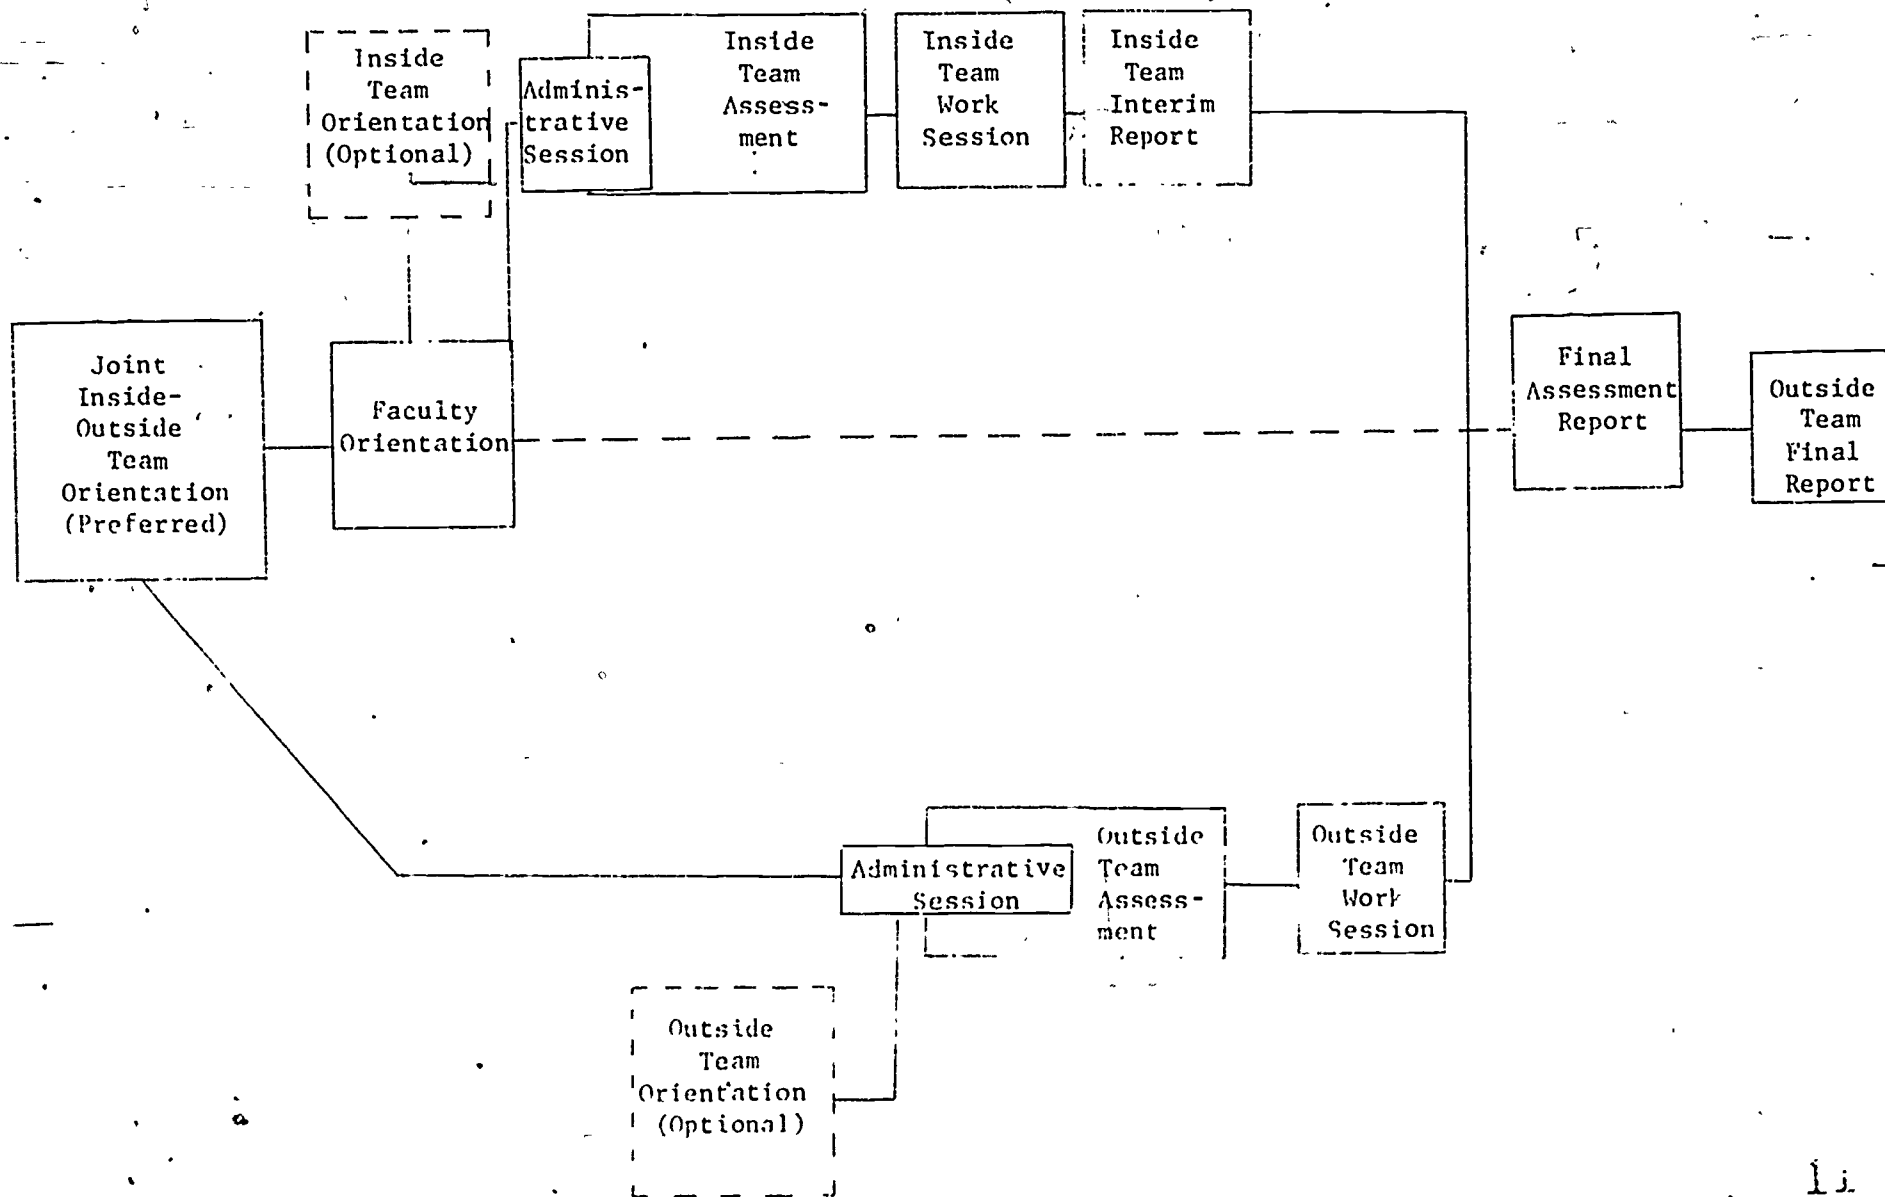 Inside
Team
Orientation
(Optional)
Adminis-
trative
Session
Inside
Team
Assess-
ment
Inside
Team
Work
Session
Inside
Team
Interim
Report
Joint
Inside-
Outside
Team
Orientation
(Preferred)
Faculty
Orientation
Final
Assessment
Report
Outside
Team
Final
Report
Administrative
Session
Outside
Team
Assess-
ment
Outside
Team
Work
Session
Outside
Team
Orientation
(Optional)